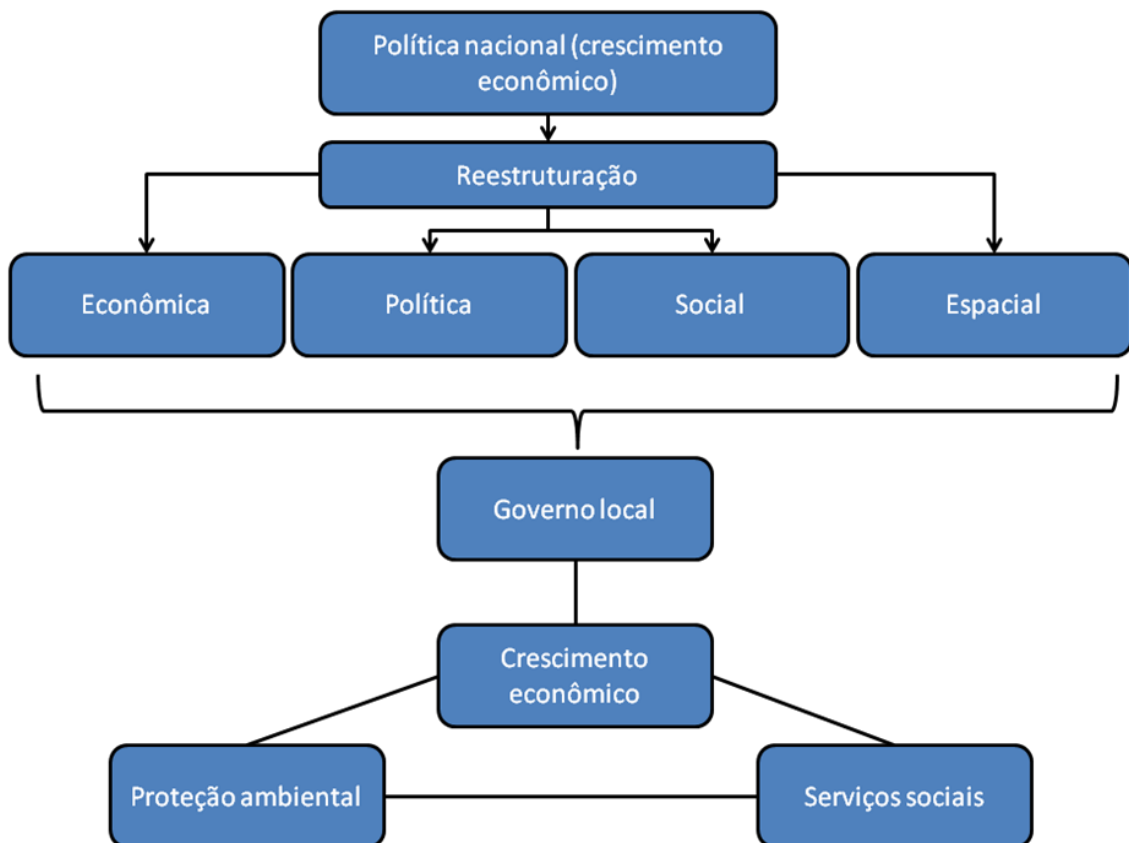 Política nacional (crescimento
econômico)
Reestruturação
Econômica
Política
Social
Espacial
Governo local
Crescimento
econômico
Proteção ambiental
Serviços sociais